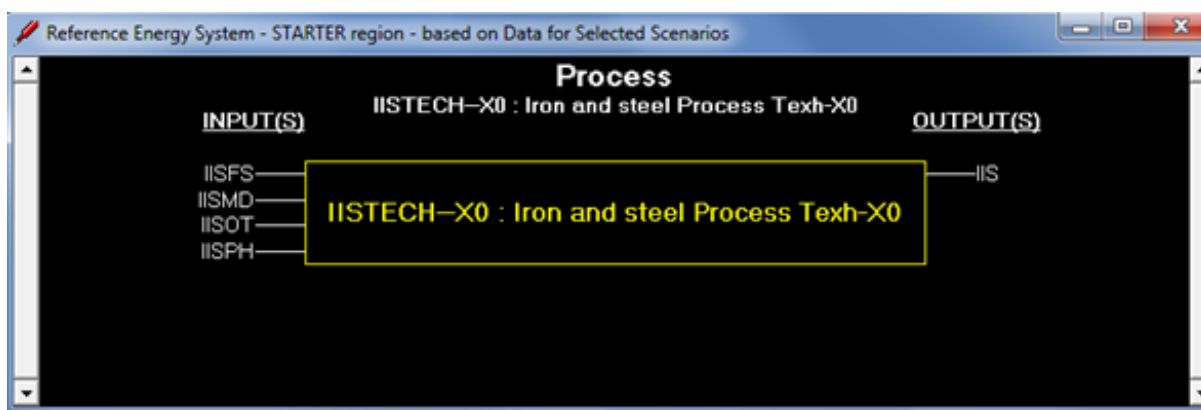 Reference Energy System - STARTER region - based on Data for Selected Scenarios
Process
IISTECH-X0 : Iron and steel Process Texh-X0
INPUT(S)
OUTPUT(S)
IISFS
IISMD
IISOT
IISPH
IISTECH-X0 : Iron and steel Process Texh-X0
IIS